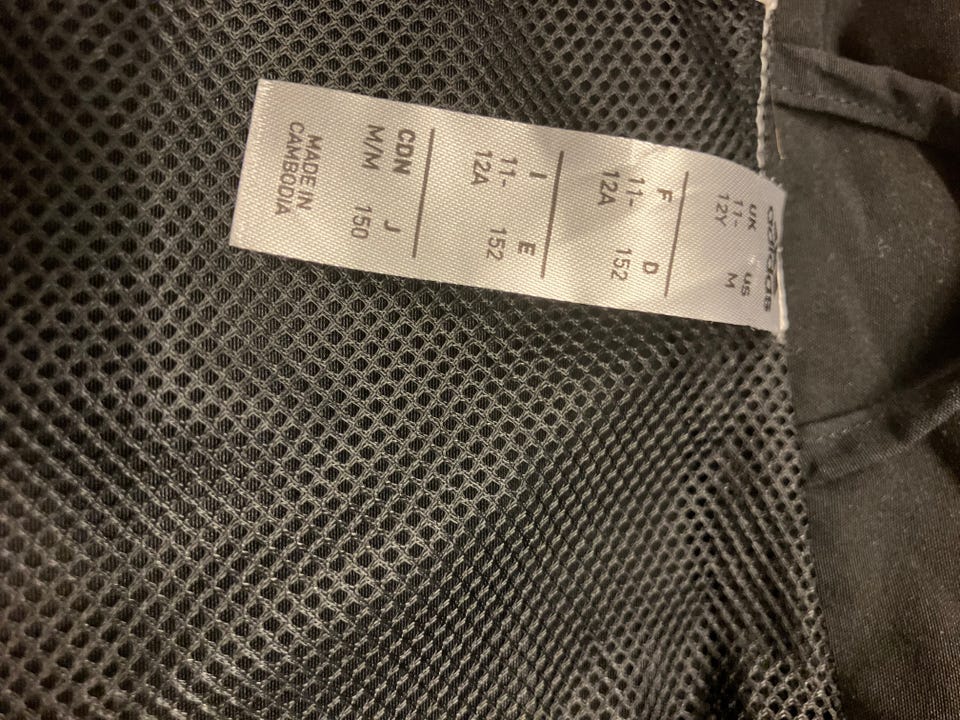 adidas
UK US
11- M
12Y
F D
11- 152
12A
I E
11- 152
12A
CDN J
M/M 150
MADE IN
CAMBODIA